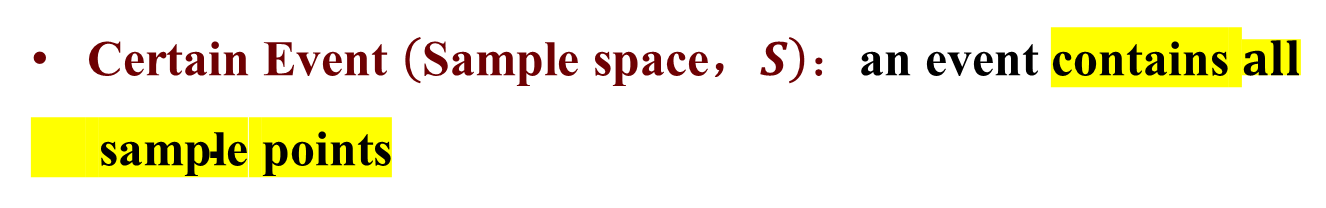 • Certain Event (Sample space，S)：an event contains all
sample points